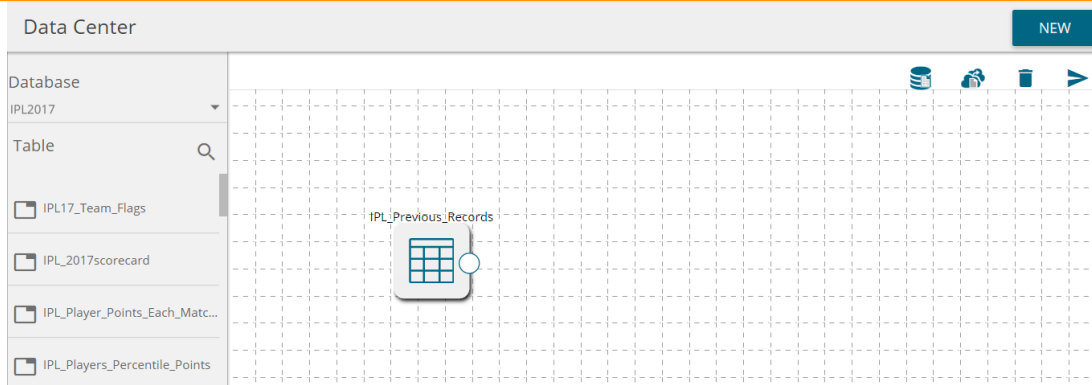 Data Center
NEW
Database
IPL2017
Table
IPL17_Team_Flags
IPL_2017scorecard
IPL_Player_Points_Each_Matc...
IPL_Players_Percentile_Points
IPL_Previous_Records